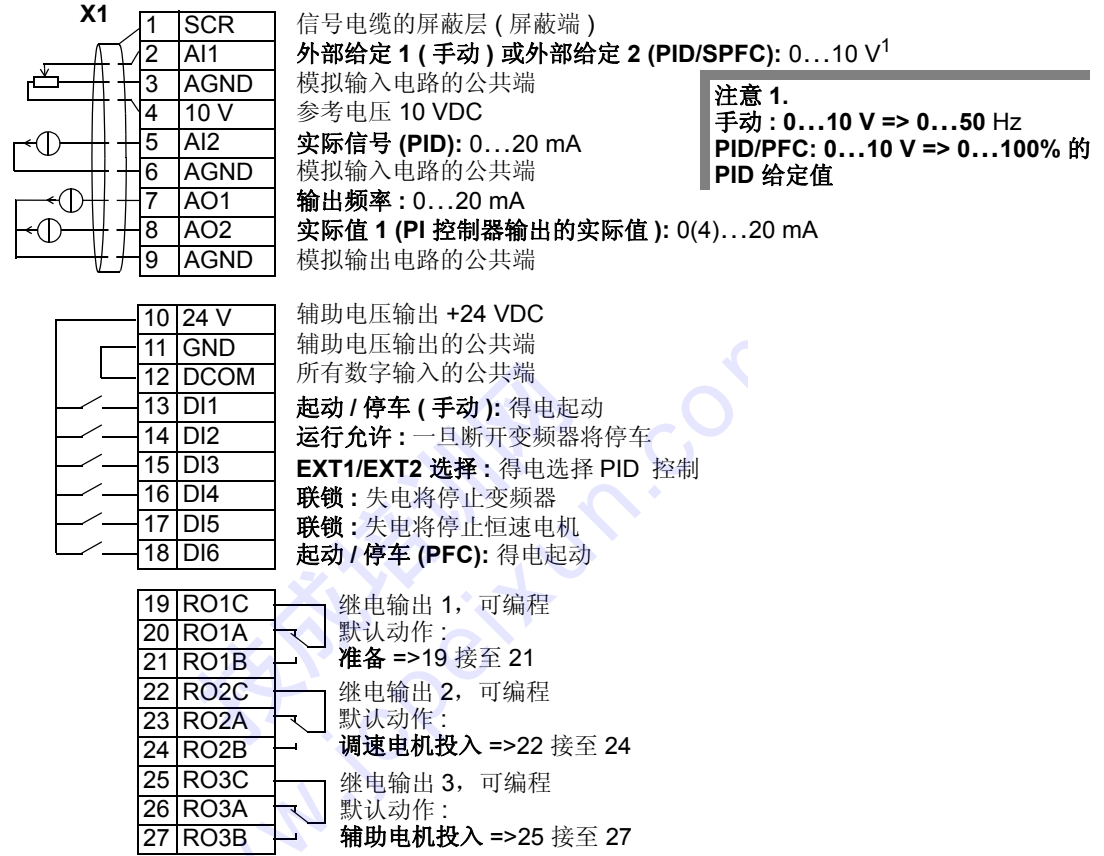 X1
1 SCR 信号电缆的屏蔽层 ( 屏蔽端 )
2 AI1 外部给定 1 ( 手动 ) 或外部给定 2 (PID/SPFC): 0…10 V1
3 AGND 模拟输入电路的公共端
4 10 V 参考电压 10 VDC
5 AI2 实际信号 (PID): 0…20 mA
6 AGND 模拟输入电路的公共端
7 AO1 输出频率 : 0…20 mA
8 AO2 实际值 1 (PI 控制器输出的实际值 ): 0(4)…20 mA
9 AGND 模拟输出电路的公共端
注意 1.
手动 : 0…10 V => 0…50 Hz
PID/PFC: 0…10 V => 0…100% 的
PID 给定值
10 24 V 辅助电压输出 +24 VDC
11 GND 辅助电压输出的公共端
12 DCOM 所有数字输入的公共端
13 DI1 起动 / 停车 ( 手动 ): 得电起动
14 DI2 运行允许 : 一旦断开变频器将停车
15 DI3 EXT1/EXT2 选择 : 得电选择 PID 控制
16 DI4 联锁 : 失电将停止变频器
17 DI5 联锁 : 失电将停止恒速电机
18 DI6 起动 / 停车 (PFC): 得电起动
19 RO1C 继电输出 1，可编程
20 RO1A 默认动作 :
21 RO1B 准备 =>19 接至 21
22 RO2C 继电输出 2，可编程
23 RO2A 默认动作 :
24 RO2B 调速电机投入 =>22 接至 24
25 RO3C 继电输出 3，可编程
26 RO3A 默认动作 :
27 RO3B 辅助电机投入 =>25 接至 27